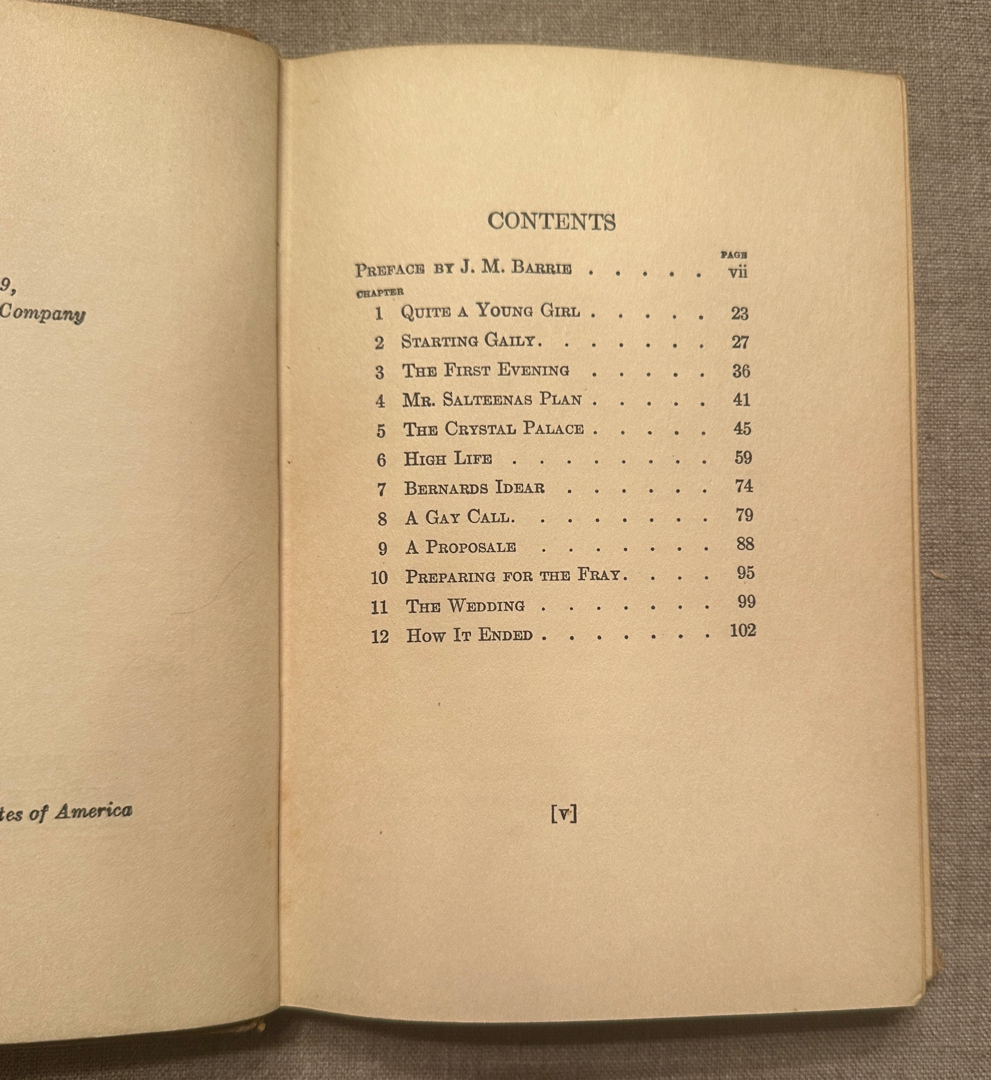 9,
Company
tes of America
CONTENTS
PAGE
PREFACE BY J. M. BARRIE . . . . . vii
CHAPTER
1 QUITE A YOUNG GIRL . . . . . 23
2 STARTING GAILY. . . . . . . 27
3 THE FIRST EVENING . . . . . 36
4 MR. SALTEENAS PLAN . . . . . 41
5 THE CRYSTAL PALACE . . . . . 45
6 HIGH LIFE . . . . . . . . 59
7 BERNARDS IDEAR . . . . . . 74
8 A GAY CALL. . . . . . . . 79
9 A PROPOSALE . . . . . . . 88
10 PREPARING FOR THE FRAY. . . . 95
11 THE WEDDING . . . . . . . 99
12 HOW IT ENDED . . . . . . . 102
[v]